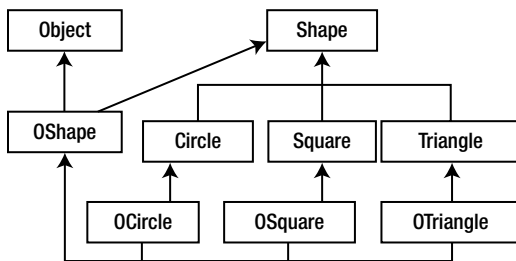 Object Shape
OShape Circle Square Triangle
OCircle OSquare OTriangle